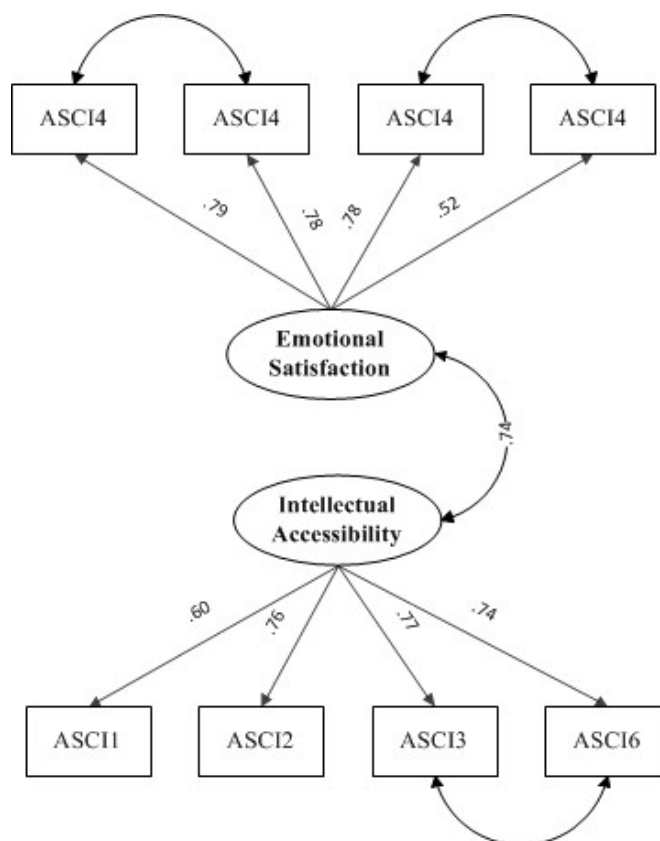 ASCI4 ASCI4 ASCI4 ASCI4
.79 .78 .78 .52
Emotional
Satisfaction
.74
Intellectual
Accessibility
.60 .76 .77 .74
ASCI1 ASCI2 ASCI3 ASCI6